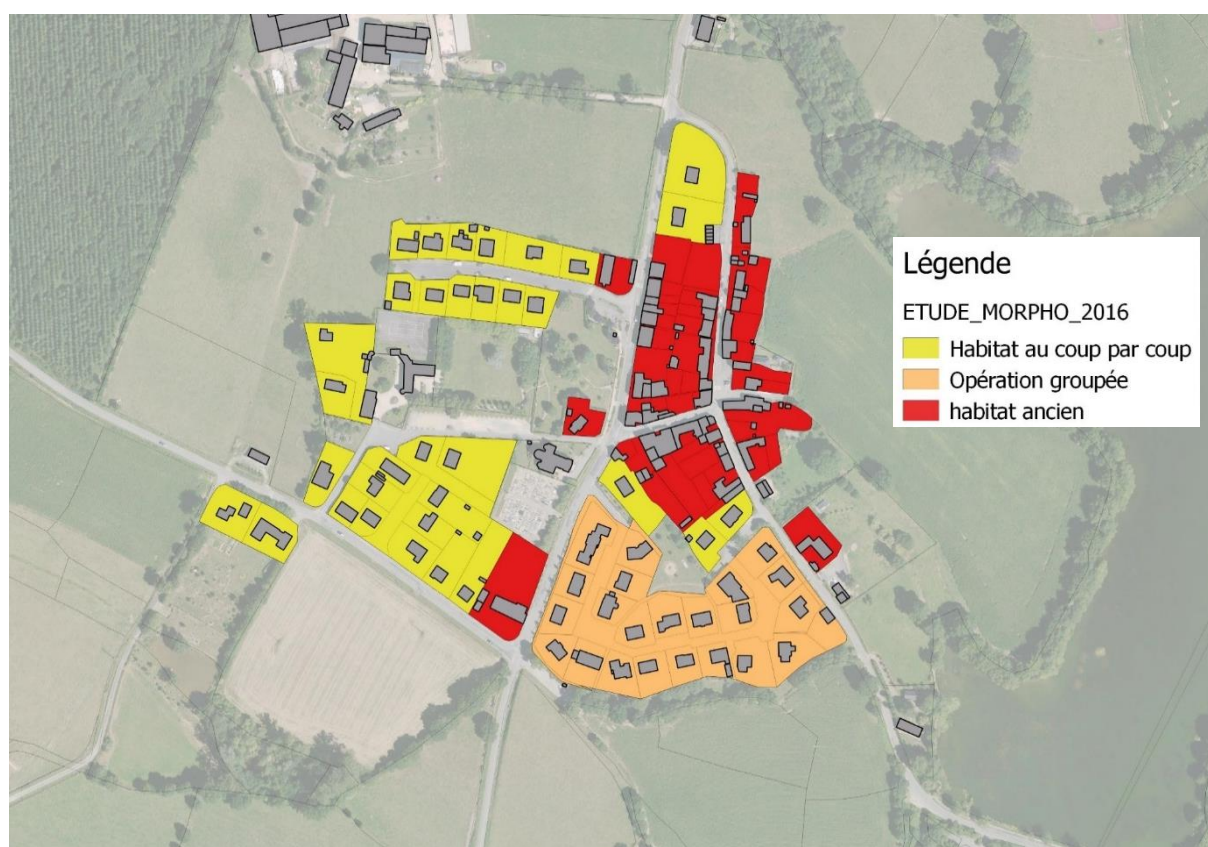 Légende
ETUDE_MORPHO_2016
Habitat au coup par coup
Opération groupée
habitat ancien